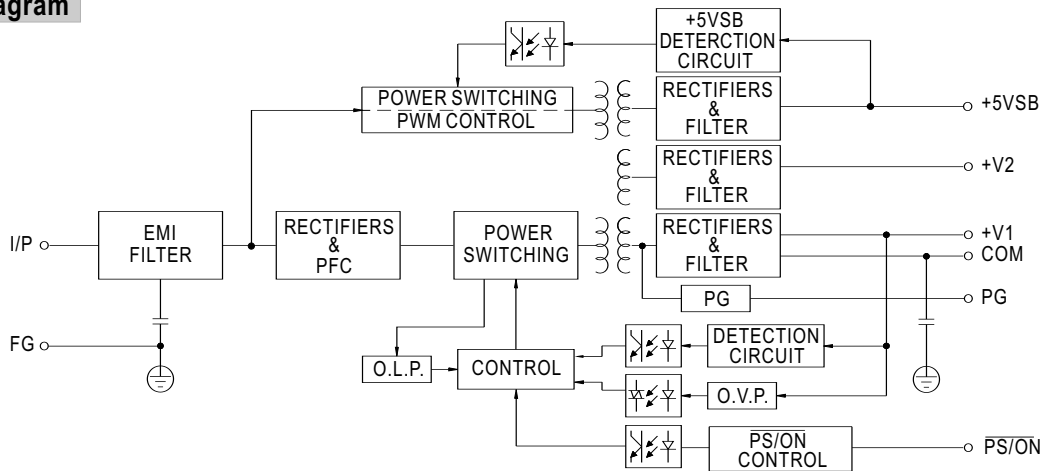 agram
+5VSB
DETERCTION
CIRCUIT
POWER SWITCHING
PWM CONTROL
RECTIFIERS
&
FILTER
+5VSB
RECTIFIERS
&
FILTER
+V2
I/P
EMI
FILTER
RECTIFIERS
&
PFC
POWER
SWITCHING
RECTIFIERS
&
FILTER
+V1
COM
PG
PG
FG
O.L.P.
CONTROL
DETECTION
CIRCUIT
O.V.P.
PS/ON
CONTROL
PS/ON